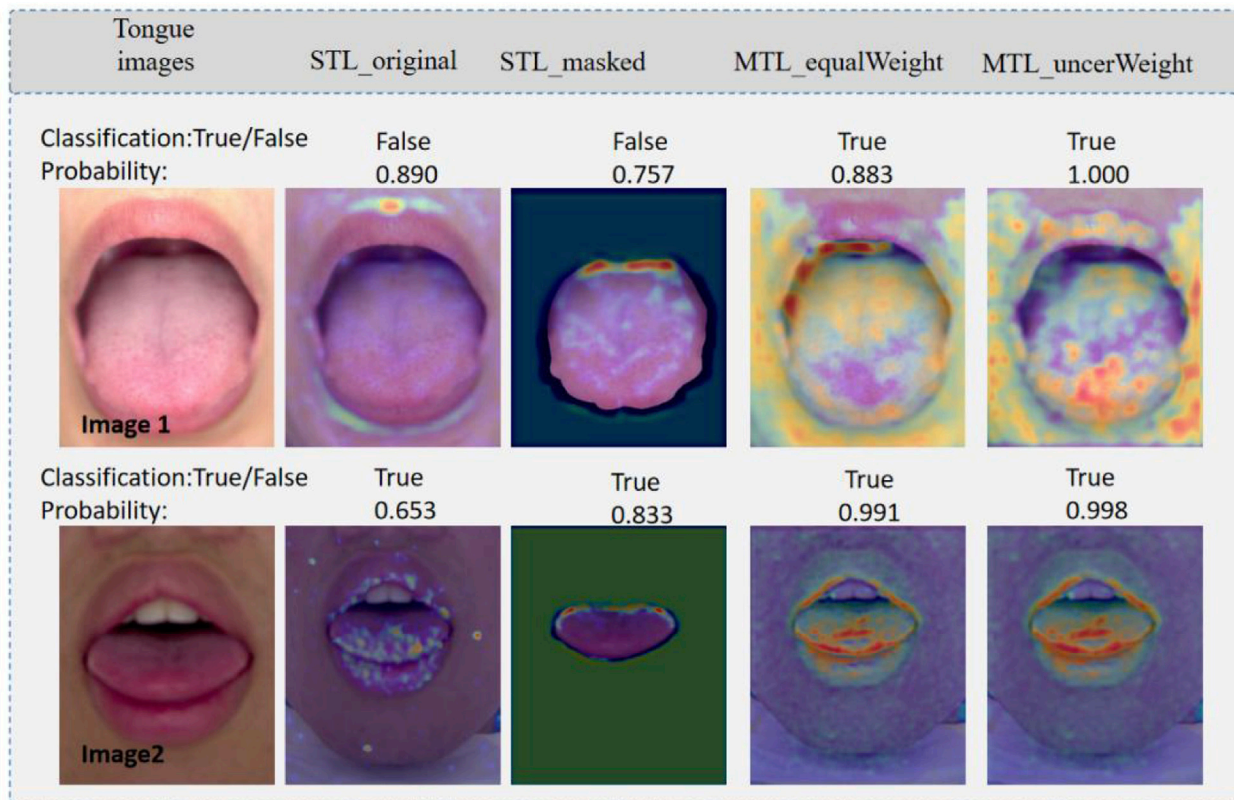 Tongue
images
STL_original
STL_masked
MTL_equalWeight
MTL_uncerWeight
Classification:True/False
False
False
True
True
Probability:
0.890
0.757
0.883
1.000
Image 1
Classification:True/False
True
True
True
True
Probability:
0.653
0.833
0.991
0.998
Image2